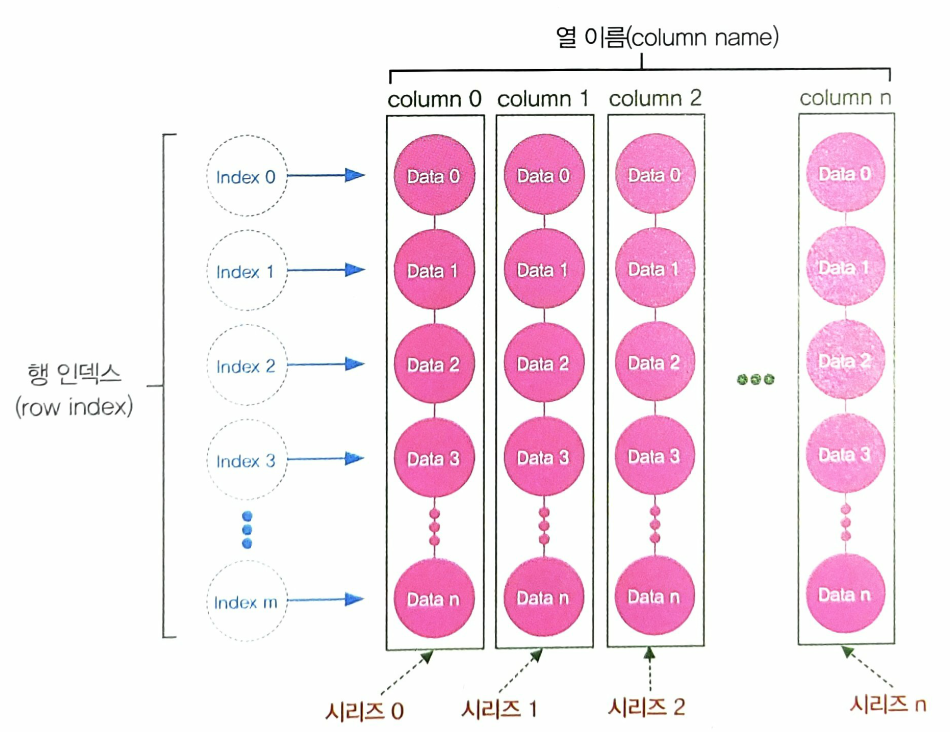 열 이름(column name)
column 0 column 1 column 2 column n
Index 0 Data 0 Data 0 Data 0 Data 0
Index 1 Data 1 Data 1 Data 1 Data 1
행 인덱스
(row index)
Index 2 Data 2 Data 2 Data 2 Data 2
Index 3 Data 3 Data 3 Data 3 Data 3
Index m Data n Data n Data n Data n
시리즈 0 시리즈 1 시리즈 2 시리즈 n